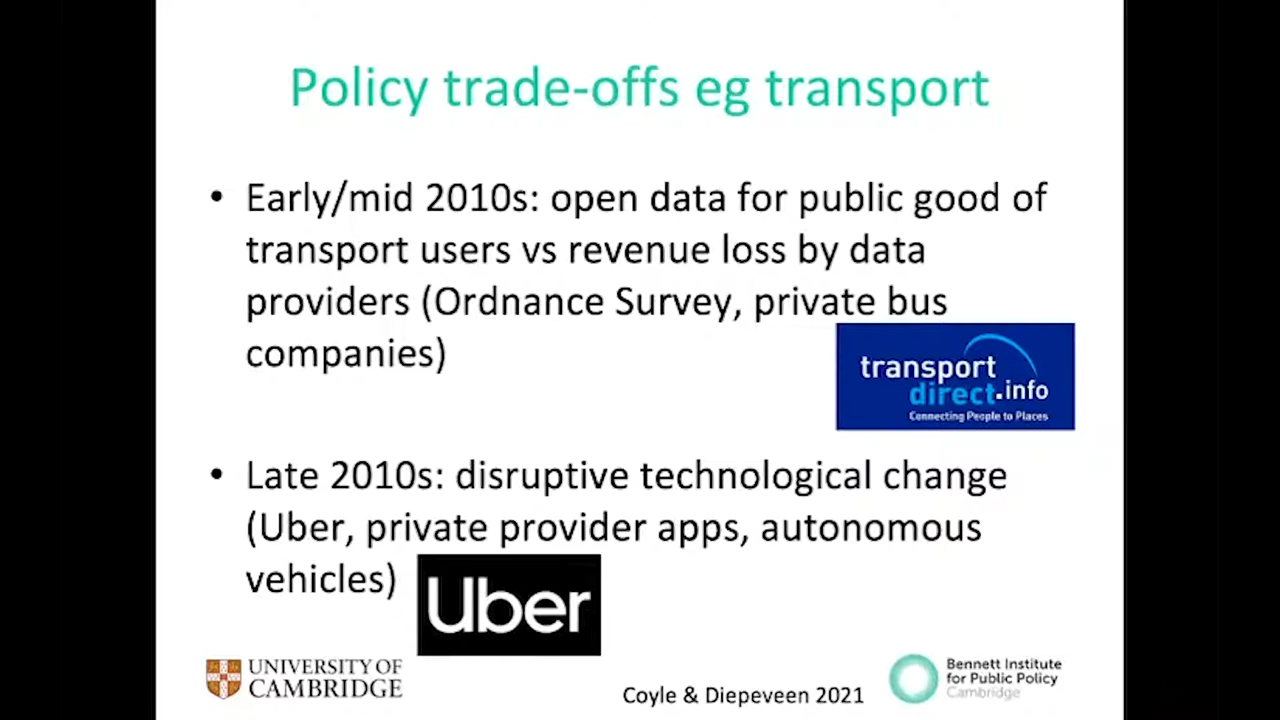 Policy trade-offs eg transport
• Early/mid 2010s: open data for public good of
transport users vs revenue loss by data
providers (Ordnance Survey, private bus
companies)
transport
direct.info
Connecting People to Places
• Late 2010s: disruptive technological change
(Uber, private provider apps, autonomous
vehicles)
Uber
UNIVERSITY OF
CAMBRIDGE
Coyle & Diepeveen 2021
Bennett Institute
for Public Policy
Cambridge